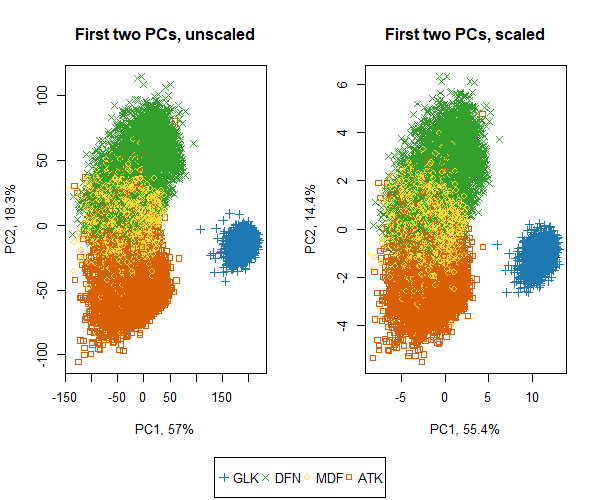 First two PCs, unscaled
First two PCs, scaled
PC2, 18.3%
100
50
0
-50
-100
-150
-50
0
50
150
PC1, 57%
PC2, 14.4%
6
4
2
0
-2
-4
-5
0
5
10
PC1, 55.4%
GLK DFN MDF ATK